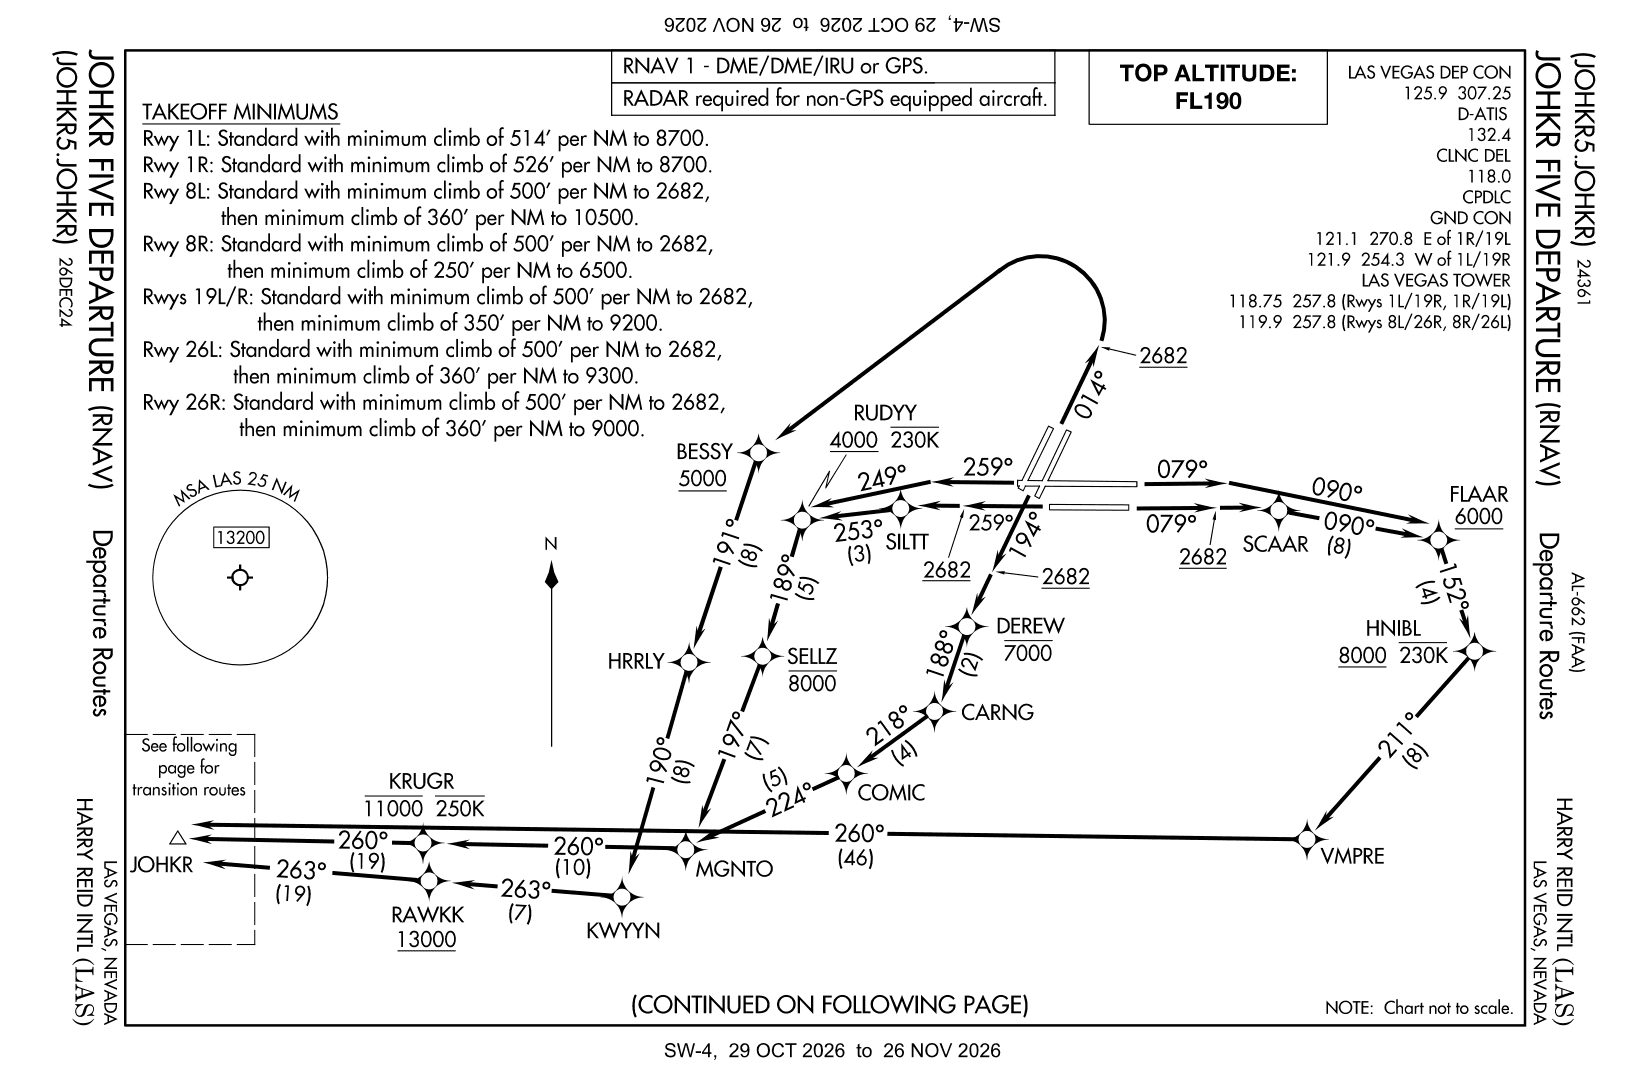 SW-4, 29 OCT 2026 to 26 NOV 2026
(JOHKR5.JOHKR) 26DEC24
JOHKR FIVE DEPARTURE (RNAV) Departure Routes
HARRY REID INTL (LAS)
LAS VEGAS, NEVADA
RNAV 1 - DME/DME/IRU or GPS.
RADAR required for non-GPS equipped aircraft.
TOP ALTITUDE:
FL190
LAS VEGAS DEP CON
125.9 307.25
D-ATIS
132.4
CLNC DEL
118.0
CPDLC
GND CON
121.1 270.8 E of 1R/19L
121.9 254.3 W of 1L/19R
LAS VEGAS TOWER
118.75 257.8 (Rwys 1L/19R, 1R/19L)
119.9 257.8 (Rwys 8L/26R, 8R/26L)
TAKEOFF MINIMUMS
Rwy 1L: Standard with minimum climb of 514’ per NM to 8700.
Rwy 1R: Standard with minimum climb of 526’ per NM to 8700.
Rwy 8L: Standard with minimum climb of 500’ per NM to 2682,
then minimum climb of 360’ per NM to 10500.
Rwy 8R: Standard with minimum climb of 500’ per NM to 2682,
then minimum climb of 250’ per NM to 6500.
Rwys 19L/R: Standard with minimum climb of 500’ per NM to 2682,
then minimum climb of 350’ per NM to 9200.
Rwy 26L: Standard with minimum climb of 500’ per NM to 2682,
then minimum climb of 360’ per NM to 9300.
Rwy 26R: Standard with minimum climb of 500’ per NM to 2682,
then minimum climb of 360’ per NM to 9000.
MSA LAS 25 NM
13200
N
2682
014°
RUDYY
4000 230K
BESSY
5000
249°
259°
079°
090°
FLAAR
6000
253°
(3)
SILTT
259°
2682
194°
2682
079°
2682
SCAAR
090°
(8)
191°
(8)
189°
(5)
152°
(4)
HNIBL
8000 230K
DEREW
7000
188°
(2)
HRRLY
SELLZ
8000
CARNG
218°
(4)
211°
(8)
190°
(8)
197°
(7)
(5)
224°
COMIC
See following
page for
transition routes
KRUGR
11000 250K
260°
(19)
260°
(10)
260°
(46)
JOHKR
MGNTO
VMPRE
263°
(19)
263°
(7)
RAWKK
13000
KWYYN
(CONTINUED ON FOLLOWING PAGE)
NOTE: Chart not to scale.
(JOHKR5.JOHKR) 24361
JOHKR FIVE DEPARTURE (RNAV) Departure Routes
AL-662 (FAA)
HARRY REID INTL (LAS)
LAS VEGAS, NEVADA
SW-4, 29 OCT 2026 to 26 NOV 2026